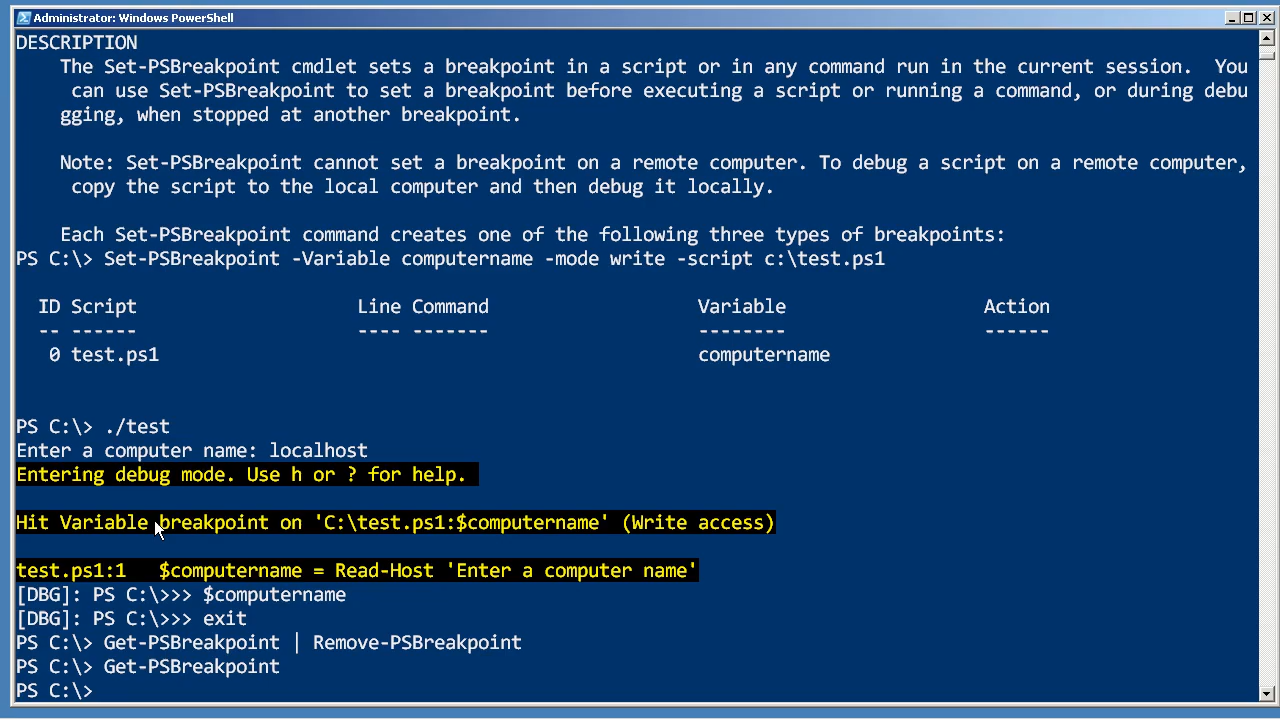 Administrator: Windows PowerShell
DESCRIPTION
The Set-PSBreakpoint cmdlet sets a breakpoint in a script or in any command run in the current session.  You
can use Set-PSBreakpoint to set a breakpoint before executing a script or running a command, or during debu
gging, when stopped at another breakpoint.
Note: Set-PSBreakpoint cannot set a breakpoint on a remote computer. To debug a script on a remote computer,
copy the script to the local computer and then debug it locally.
Each Set-PSBreakpoint command creates one of the following three types of breakpoints:
PS C:\> Set-PSBreakpoint -Variable computername -mode write -script c:\test.ps1
ID Script Line Command Variable Action
-- ------ ---- ------- -------- ------
0 test.ps1 computername
PS C:\> ./test
Enter a computer name: localhost
Entering debug mode. Use h or ? for help.
Hit Variable breakpoint on 'C:\test.ps1:$computername' (Write access)
test.ps1:1   $computername = Read-Host 'Enter a computer name'
[DBG]: PS C:\>>> $computername
[DBG]: PS C:\>>> exit
PS C:\> Get-PSBreakpoint | Remove-PSBreakpoint
PS C:\> Get-PSBreakpoint
PS C:\>